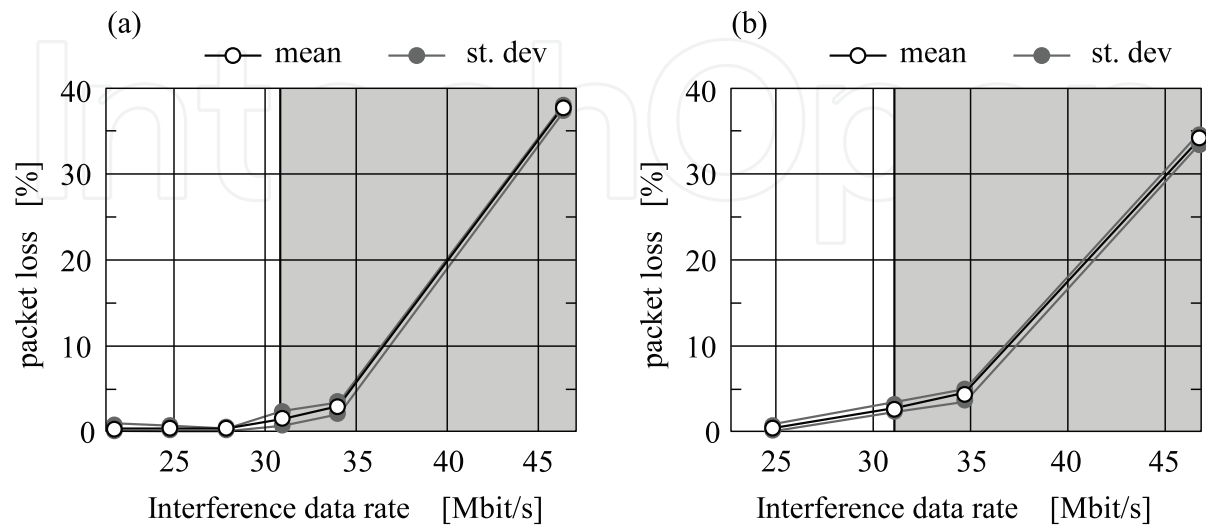 (a)
mean st. dev
40
30
20
10
0
packet loss [%]
25 30 35 40 45
Interference data rate [Mbit/s]
(b)
mean st. dev
40
30
20
10
0
packet loss [%]
25 30 35 40 45
Interference data rate [Mbit/s]
IntechOpen